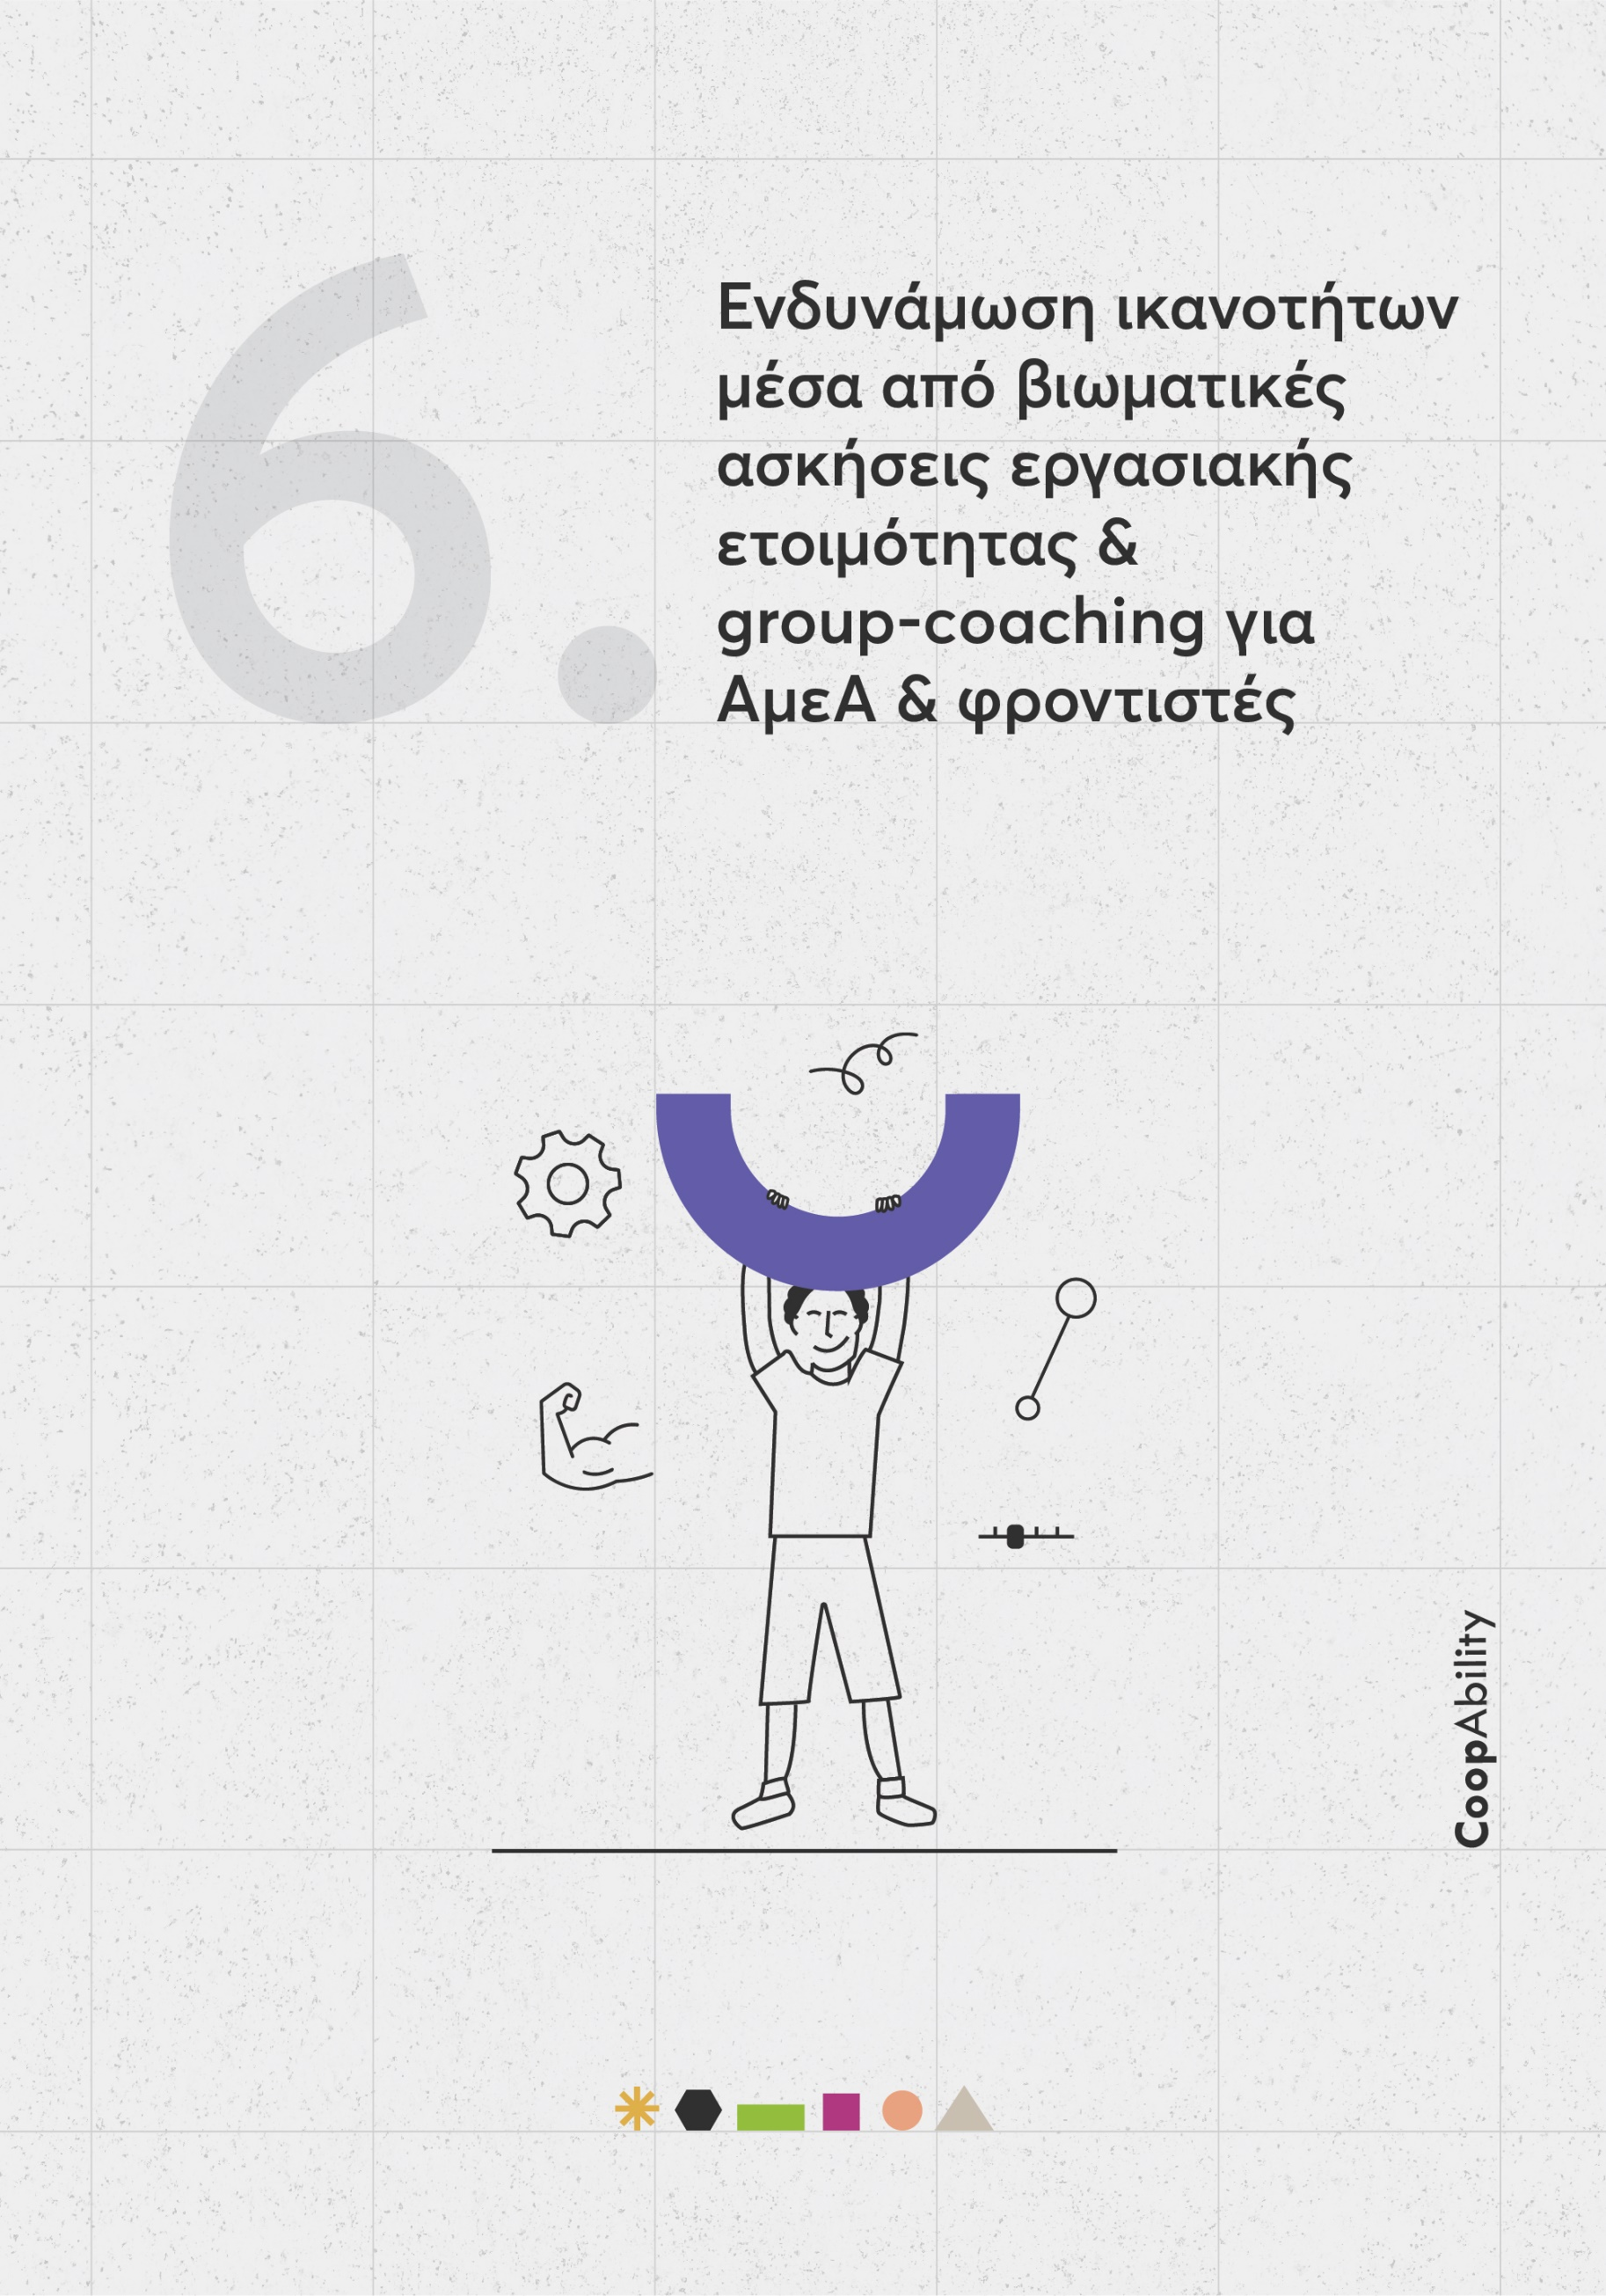 6.
Ενδυνάμωση ικανοτήτων
μέσα από βιωματικές
ασκήσεις εργασιακής
ετοιμότητας &
group-coaching για
ΑμεΑ & φροντιστές
CoopAbility